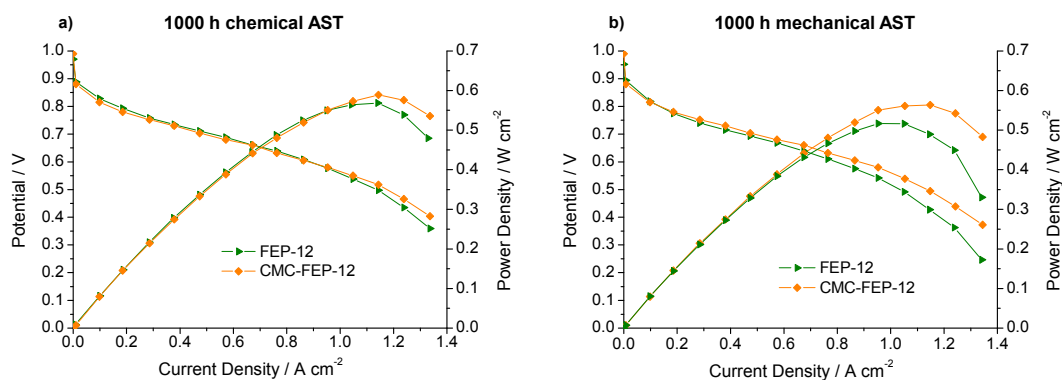 a) 1000 h chemical AST
1.0
0.9
0.8
0.7
0.6
0.5
0.4
0.3
0.2
0.1
0.0
Potential / V
0.7
0.6
0.5
0.4
0.3
0.2
0.1
0.0
Power Density / W cm⁻²
FEP-12
CMC-FEP-12
0.0 0.2 0.4 0.6 0.8 1.0 1.2 1.4
Current Density / A cm⁻²
b) 1000 h mechanical AST
1.0
0.9
0.8
0.7
0.6
0.5
0.4
0.3
0.2
0.1
0.0
Potential / V
0.7
0.6
0.5
0.4
0.3
0.2
0.1
0.0
Power Density / W cm⁻²
FEP-12
CMC-FEP-12
0.0 0.2 0.4 0.6 0.8 1.0 1.2 1.4
Current Density / A cm⁻²